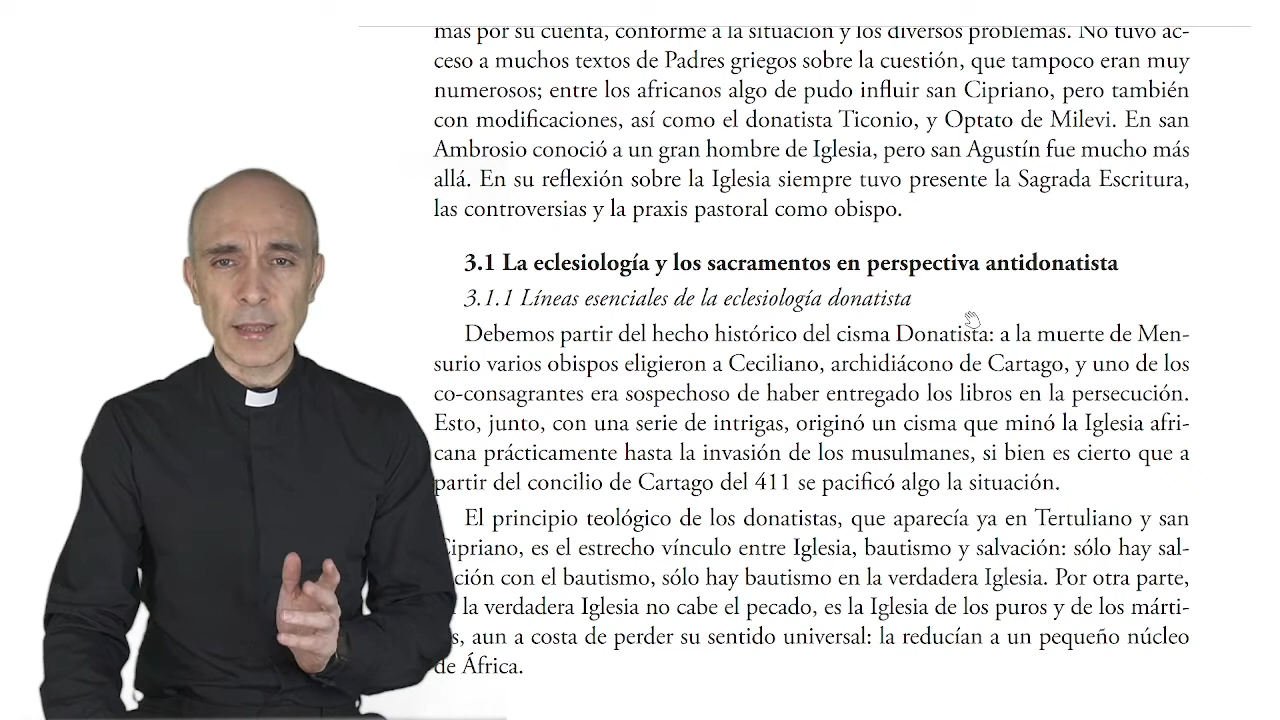 más por su cuenta, conforme a la situación y los diversos problemas. No tuvo ac-
ceso a muchos textos de Padres griegos sobre la cuestión, que tampoco eran muy
numerosos; entre los africanos algo de pudo influir san Cipriano, pero también
con modificaciones, así como el donatista Ticonio, y Optato de Milevi. En san
Ambrosio conoció a un gran hombre de Iglesia, pero san Agustín fue mucho más
allá. En su reflexión sobre la Iglesia siempre tuvo presente la Sagrada Escritura,
las controversias y la praxis pastoral como obispo.
3.1 La eclesiología y los sacramentos en perspectiva antidonatista
3.1.1 Líneas esenciales de la eclesiología donatista
Debemos partir del hecho histórico del cisma Donatista: a la muerte de Men-
surio varios obispos eligieron a Ceciliano, archidiácono de Cartago, y uno de los
co-consagrantes era sospechoso de haber entregado los libros en la persecución.
Esto, junto, con una serie de intrigas, originó un cisma que minó la Iglesia afri-
cana prácticamente hasta la invasión de los musulmanes, si bien es cierto que a
partir del concilio de Cartago del 411 se pacificó algo la situación.
El principio teológico de los donatistas, que aparecía ya en Tertuliano y san
Cipriano, es el estrecho vínculo entre Iglesia, bautismo y salvación: sólo hay sal-
ción con el bautismo, sólo hay bautismo en la verdadera Iglesia. Por otra parte,
la verdadera Iglesia no cabe el pecado, es la Iglesia de los puros y de los márti-
s, aun a costa de perder su sentido universal: la reducían a un pequeño núcleo
de África.